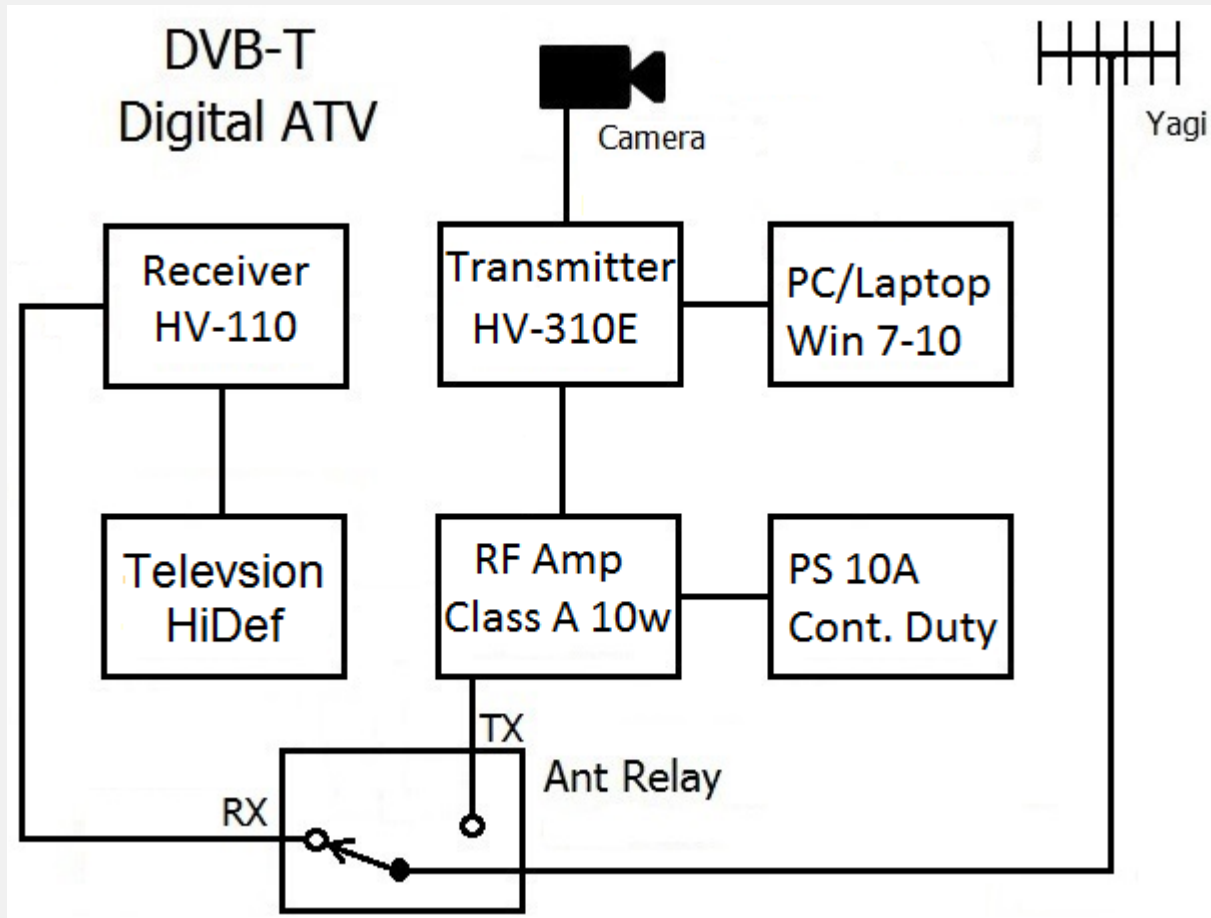 DVB-T
Digital ATV
Camera
Yagi
Receiver
HV-110
Transmitter
HV-310E
PC/Laptop
Win 7-10
Televsion
HiDef
RF Amp
Class A 10w
PS 10A
Cont. Duty
TX
Ant Relay
RX